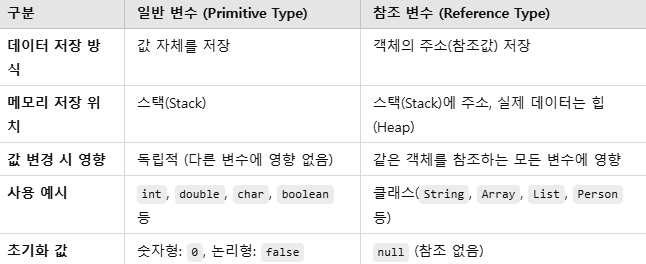 구분 일반 변수 (Primitive Type) 참조 변수 (Reference Type)
데이터 저장 방식 값 자체를 저장 객체의 주소(참조값) 저장
메모리 저장 위치 스택(Stack) 스택(Stack)에 주소, 실제 데이터는 힙(Heap)
값 변경 시 영향 독립적 (다른 변수에 영향 없음) 같은 객체를 참조하는 모든 변수에 영향
사용 예시 int, double, char, boolean 등 클래스(String, Array, List, Person 등)
초기화 값 숫자형: 0, 논리형: false null (참조 없음)